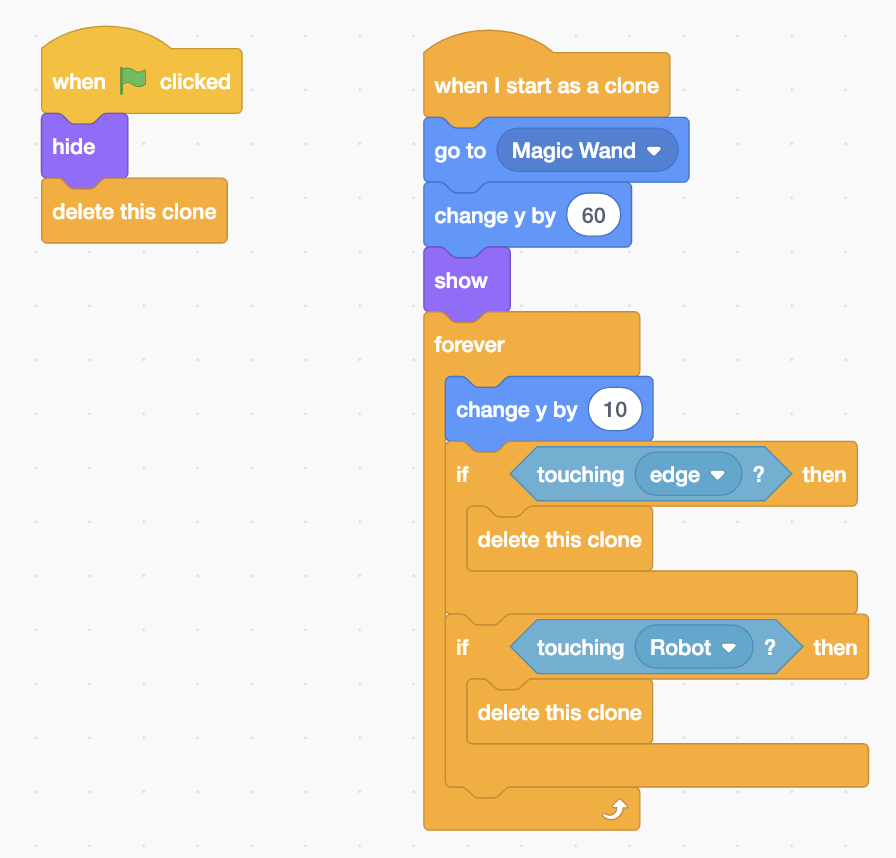 when clicked
hide
delete this clone
when I start as a clone
go to Magic Wand
change y by 60
show
forever
change y by 10
if touching edge ? then
delete this clone
if touching Robot ? then
delete this clone